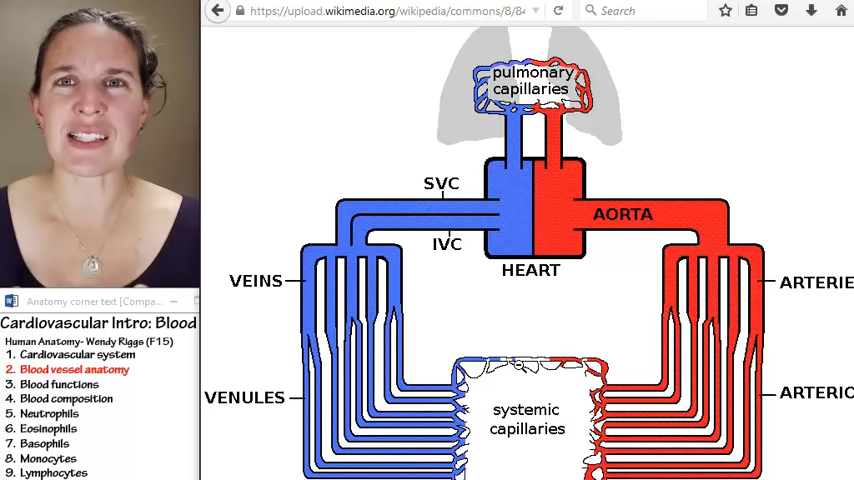 https://upload.wikimedia.org/wikipedia/commons/8/84
Search
pulmonary
capillaries
SVC
AORTA
IVC
HEART
VEINS
ARTERIE
VENULES
ARTERIO
systemic
capillaries
Anatomy corner text [Compa...
Cardiovascular Intro: Blood
Human Anatomy- Wendy Riggs (F15)
1. Cardiovascular system
2. Blood vessel anatomy
3. Blood functions
4. Blood composition
5. Neutrophils
6. Eosinophils
7. Basophils
8. Monocytes
9. Lymphocytes